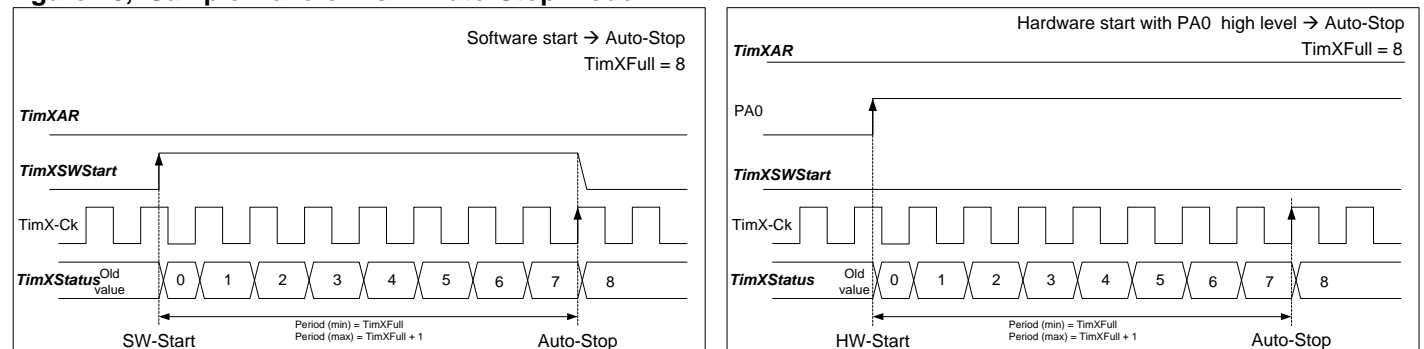 Software start → Auto-Stop
TimXFull = 8
TimXAR
TimXSWStart
TimX-Ck
TimXStatus Old value 0 1 2 3 4 5 6 7 8
Period (min) = TimXFull
Period (max) = TimXFull + 1
SW-Start Auto-Stop
Hardware start with PA0 high level → Auto-Stop
TimXFull = 8
TimXAR
PA0
TimXSWStart
TimX-Ck
TimXStatus Old value 0 1 2 3 4 5 6 7 8
Period (min) = TimXFull
Period (max) = TimXFull + 1
HW-Start Auto-Stop